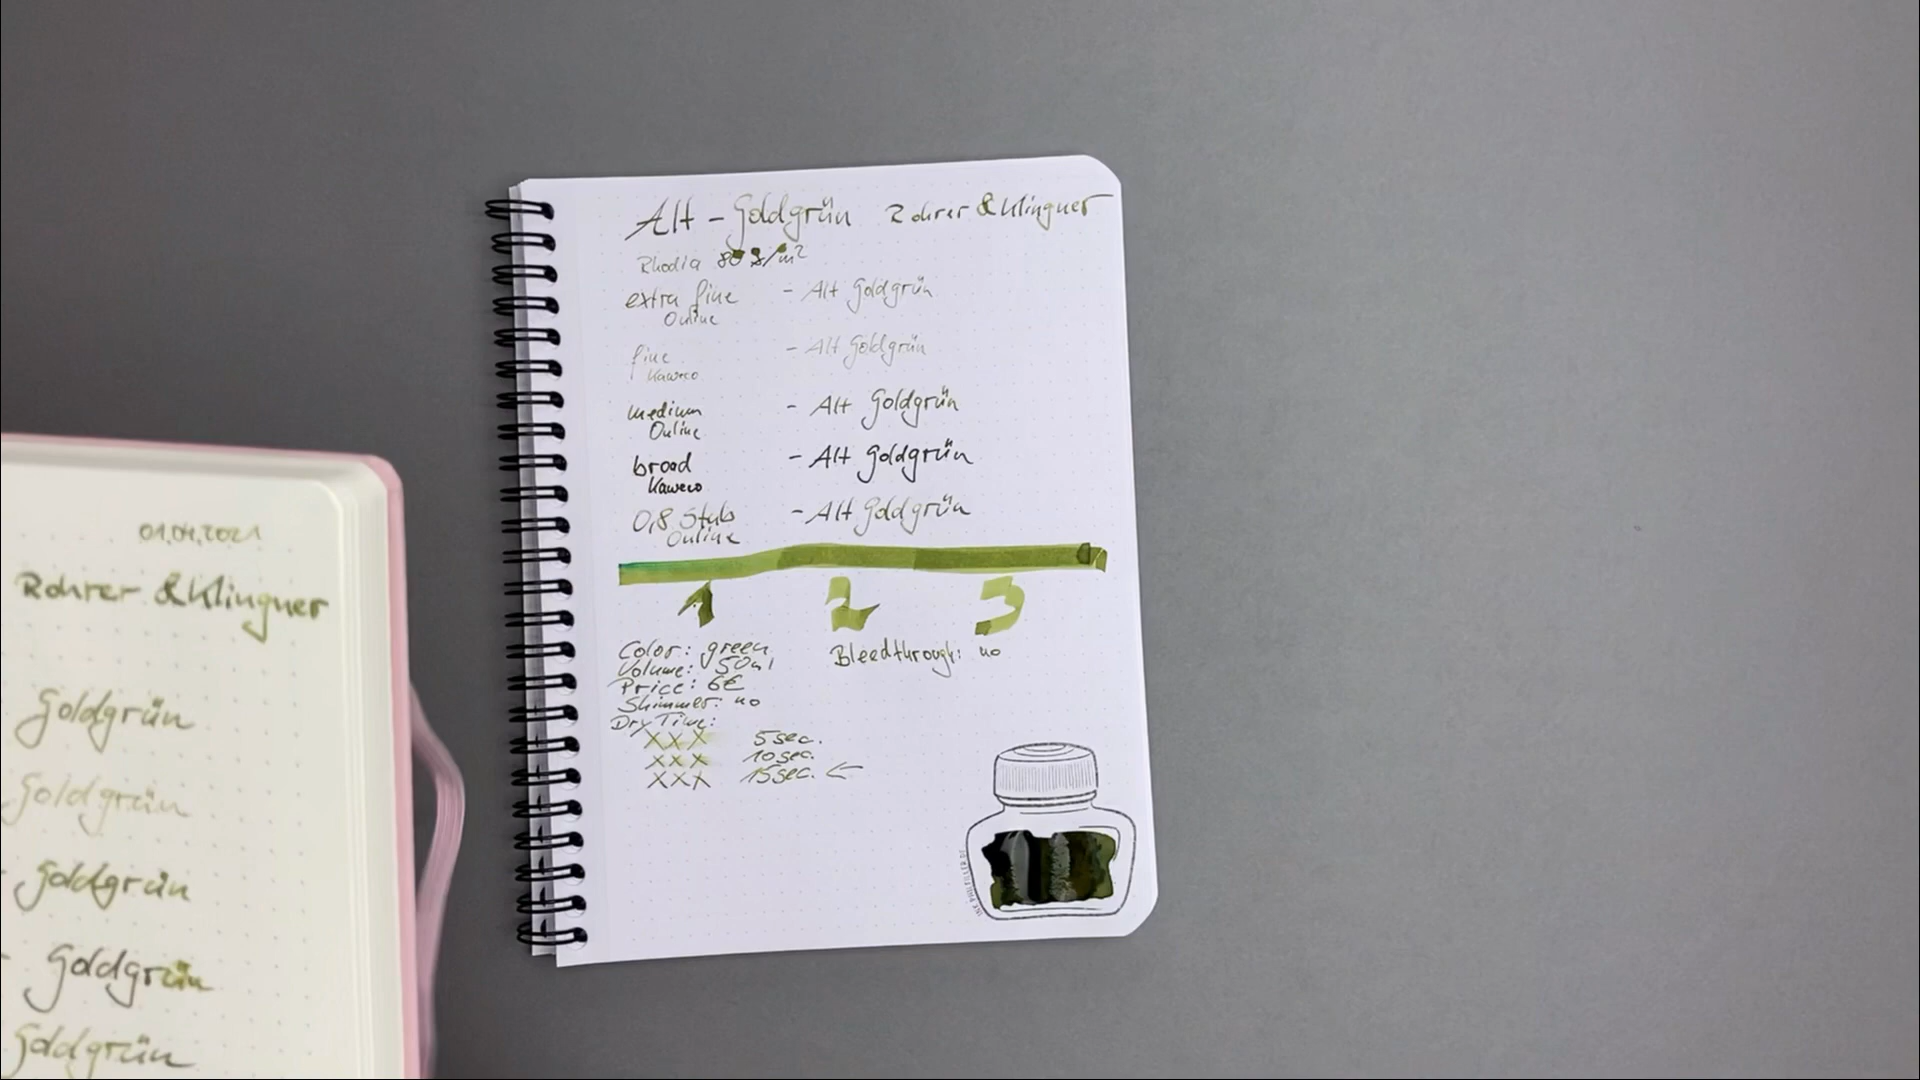 Alt - Goldgrün Rohrer & Klingner
Rhodia 80 g/m²
extra fine - Alt Goldgrün
Online
fine - Alt Goldgrün
Kaweco
medium - Alt Goldgrün
Online
broad - Alt Goldgrün
Kaweco
0,8 Stub - Alt Goldgrün
Online
1 2 3
Color: green
Bleedthrough: no
Volume: 50ml
Price: 6€
Shimmer: no
Dry Time:
XXX 5sec.
XXX 10sec.
XXX 15sec. ←
01.04.2021
Rohrer & Klingner
Goldgrün
Goldgrün
- Goldgrün
- Goldgrün
Goldgrün